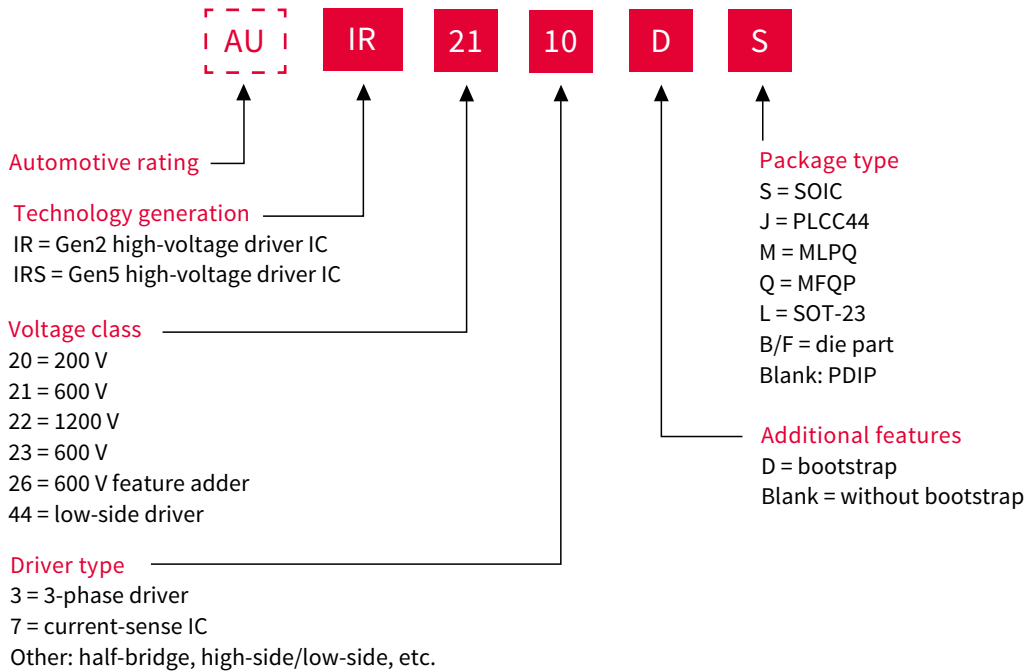 AU IR 21 10 D S
Automotive rating
Technology generation
IR = Gen2 high-voltage driver IC
IRS = Gen5 high-voltage driver IC
Voltage class
20 = 200 V
21 = 600 V
22 = 1200 V
23 = 600 V
26 = 600 V feature adder
44 = low-side driver
Driver type
3 = 3-phase driver
7 = current-sense IC
Other: half-bridge, high-side/low-side, etc.
Package type
S = SOIC
J = PLCC44
M = MLPQ
Q = MFQP
L = SOT-23
B/F = die part
Blank: PDIP
Additional features
D = bootstrap
Blank = without bootstrap